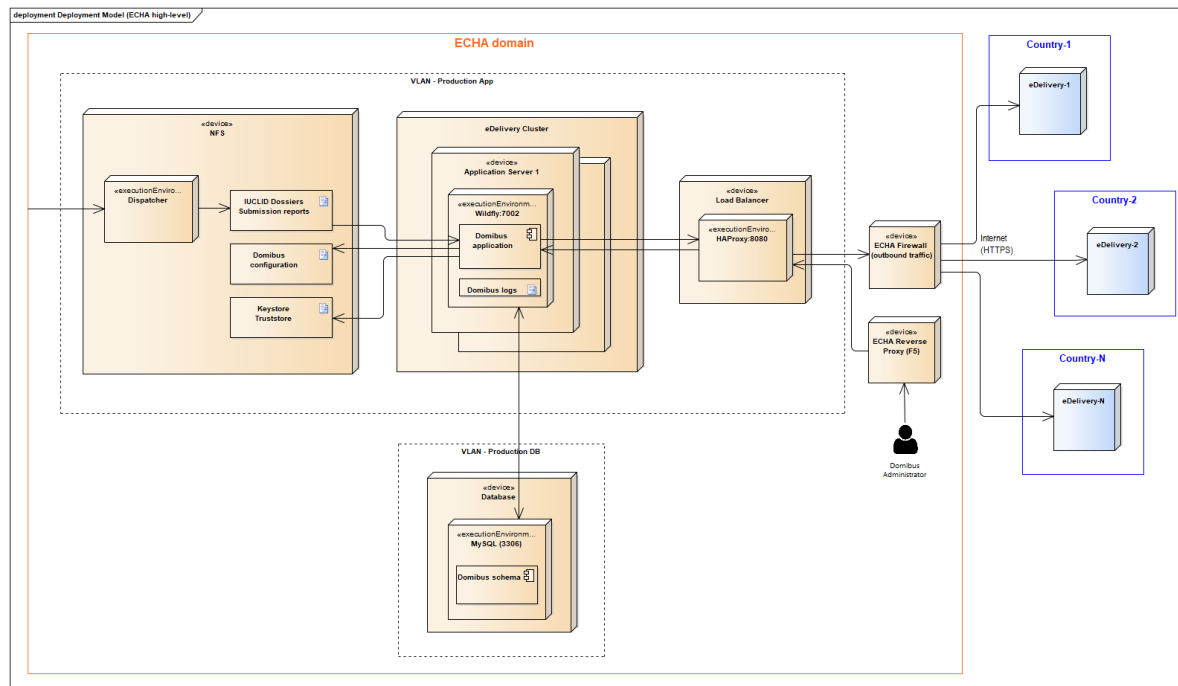 deployment Deployment Model (ECHA high-level)
ECHA domain
VLAN - Production App
«device»
NFS
«executionEnviro...
Dispatcher
IUCLID Dossiers
Submission reports
Domibus
configuration
Keystore
Truststore
eDelivery Cluster
«device»
Application Server 1
«executionEnvironm...
Wildfly:7002
Domibus
application
Domibus logs
«device»
Load Balancer
«executionEnviro...
HAProxy:8080
«device»
ECHA Firewall
(outbound traffic)
«device»
ECHA Reverse
Proxy (F5)
Domibus
Administrator
Internet
(HTTPS)
Country-1
eDelivery-1
Country-2
eDelivery-2
Country-N
eDelivery-N
VLAN - Production DB
«device»
Database
«executionEnvironm...
MySQL (3306)
Domibus schema